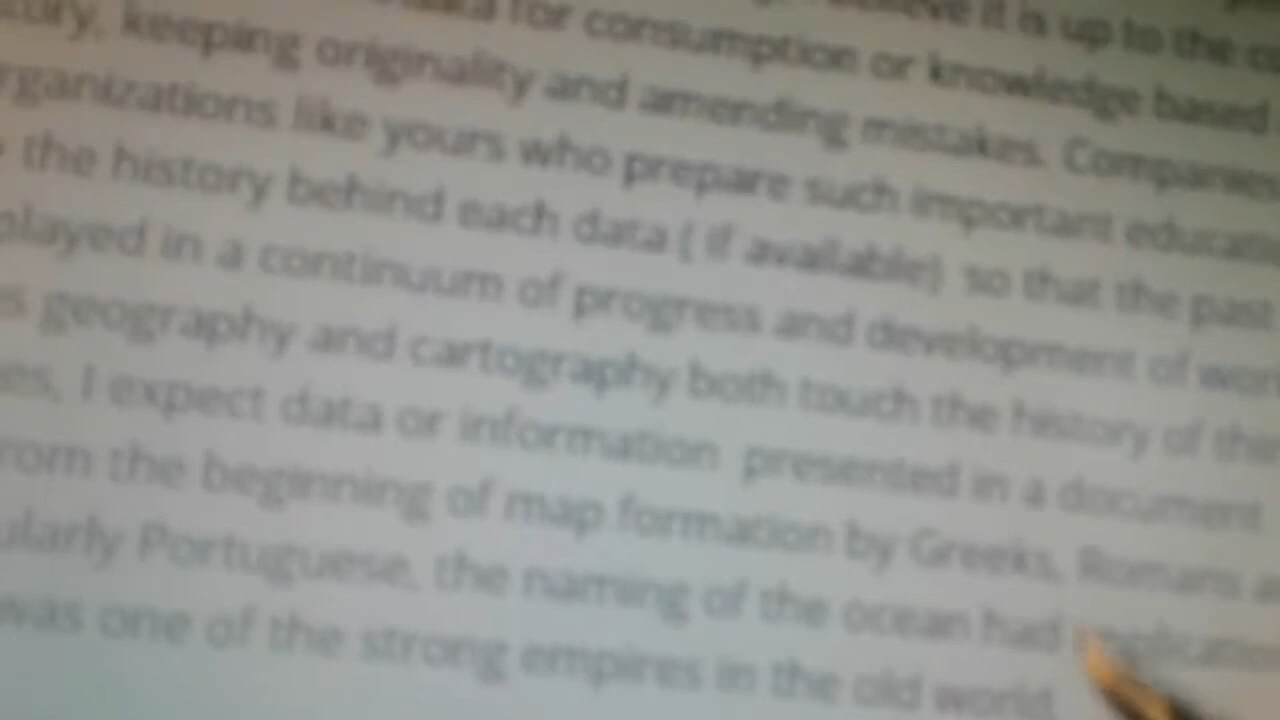 for consumption or knowledge based
keeping originality and amending mistakes. Companies
organizations like yours who prepare such important
the history behind each data ( if available) so that the past
played in a continuum of progress and development of
geography and cartography both touch the history of
I expect data or information presented in a document
from the beginning of map formation by Greeks, Romans
Portuguese, the naming of the ocean had
was one of the strong empires in the old world
it is up to the